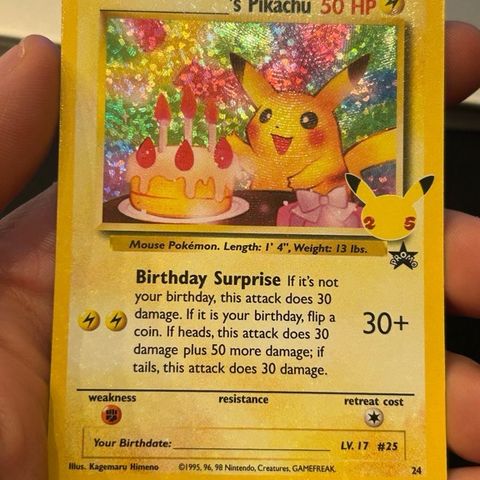 _____________'s Pikachu 50 HP
25
PROMO
Mouse Pokémon. Length: 1' 4", Weight: 13 lbs.
Birthday Surprise If it's not
your birthday, this attack does 30
damage. If it is your birthday, flip a
coin. If heads, this attack does 30
damage plus 50 more damage; if
tails, this attack does 30 damage.
30+
weakness resistance retreat cost
Your Birthdate:____________________ LV. 17 #25
Illus. Kagemaru Himeno ©1995, 96, 98 Nintendo, Creatures, GAMEFREAK. 24